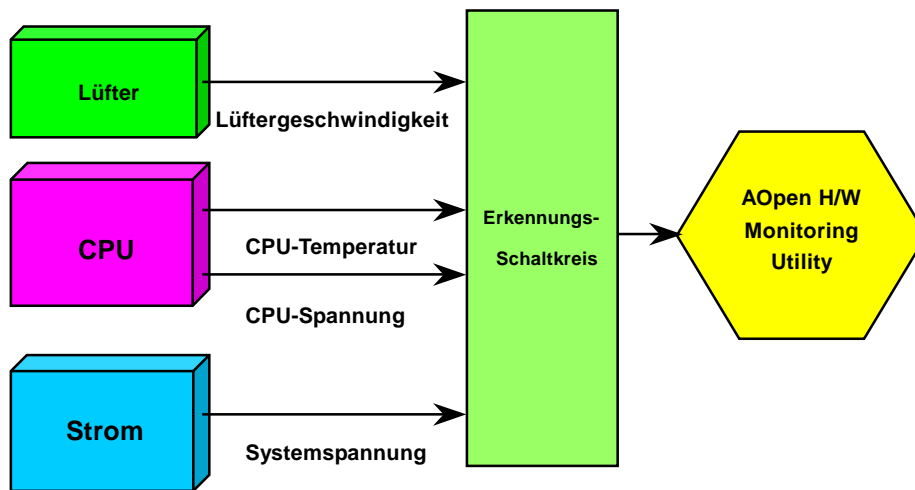 Lüfter
Lüftergeschwindigkeit
CPU
CPU-Temperatur
CPU-Spannung
Strom
Systemspannung
Erkennungs-
Schaltkreis
AOpen H/W
Monitoring
Utility